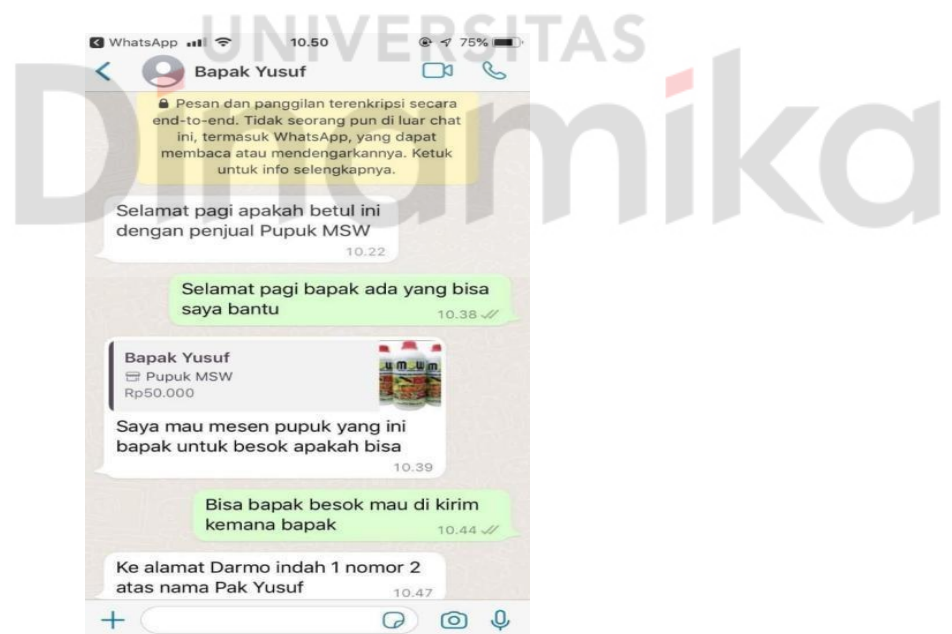 UNIVERSITAS
Dinamika
WhatsApp
10.50
75%
Bapak Yusuf
Pesan dan panggilan terenkripsi secara
end-to-end. Tidak seorang pun di luar chat
ini, termasuk WhatsApp, yang dapat
membaca atau mendengarkannya. Ketuk
untuk info selengkapnya.
Selamat pagi apakah betul ini
dengan penjual Pupuk MSW
10.22
Selamat pagi bapak ada yang bisa
saya bantu
10.38
Bapak Yusuf
Pupuk MSW
Rp50.000
Saya mau mesen pupuk yang ini
bapak untuk besok apakah bisa
10.39
Bisa bapak besok mau di kirim
kemana bapak
10.44
Ke alamat Darmo indah 1 nomor 2
atas nama Pak Yusuf
10.47